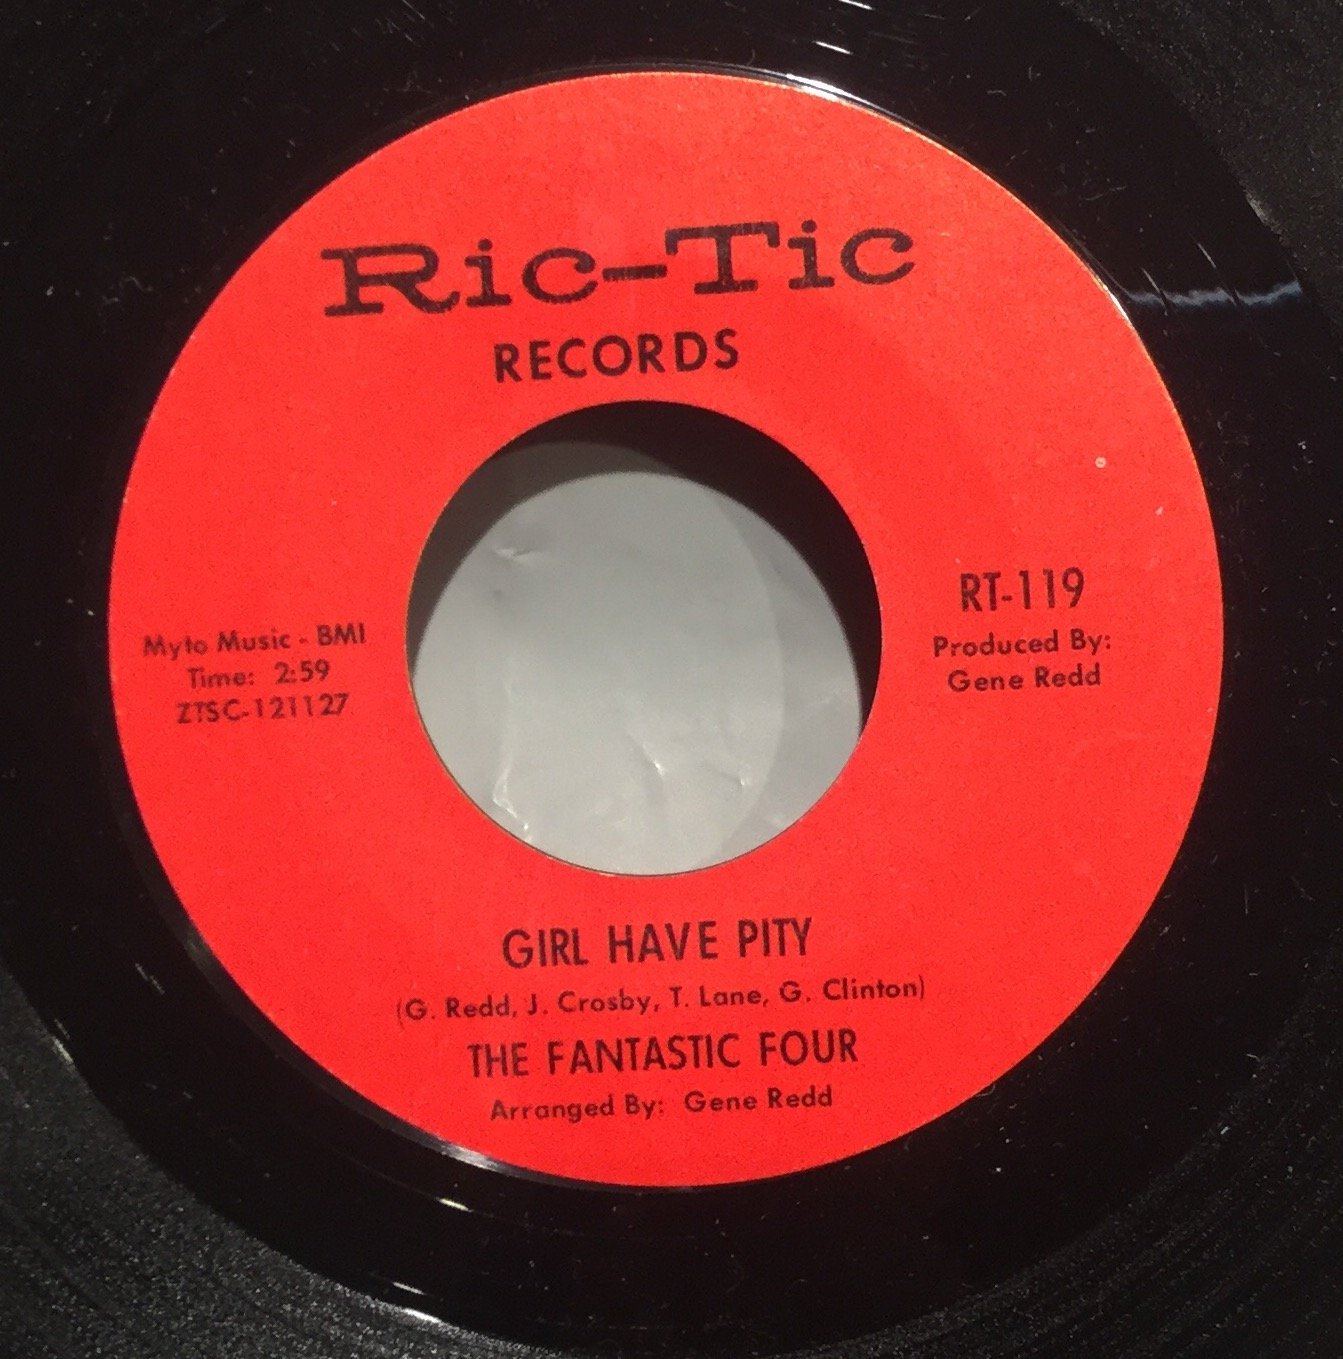 Ric-Tic
RECORDS
Myto Music - BMI
Time: 2:59
ZTSC-121127
RT-119
Produced By:
Gene Redd
GIRL HAVE PITY
(G. Redd, J. Crosby, T. Lane, G. Clinton)
THE FANTASTIC FOUR
Arranged By: Gene Redd